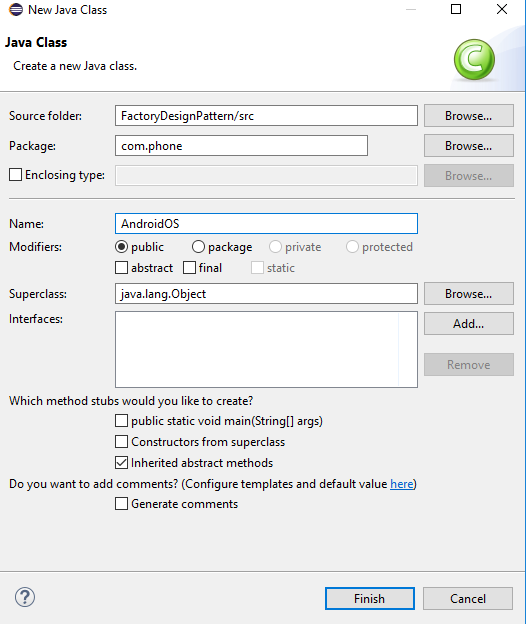 New Java Class
Java Class
Create a new Java class.
C
Source folder: FactoryDesignPattern/src Browse...
Package: com.phone Browse...
Enclosing type: Browse...
Name: AndroidOS
Modifiers: public package private protected
abstract final static
Superclass: java.lang.Object Browse...
Interfaces: Add...
Remove
Which method stubs would you like to create?
public static void main(String[] args)
Constructors from superclass
Inherited abstract methods
Do you want to add comments? (Configure templates and default value here)
Generate comments
? Finish Cancel